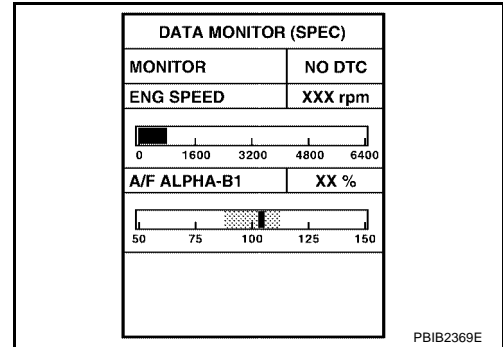 DATA MONITOR (SPEC)
MONITOR NO DTC
ENG SPEED XXX rpm
0 1600 3200 4800 6400
A/F ALPHA-B1 XX %
50 75 100 125 150
PBIB2369E